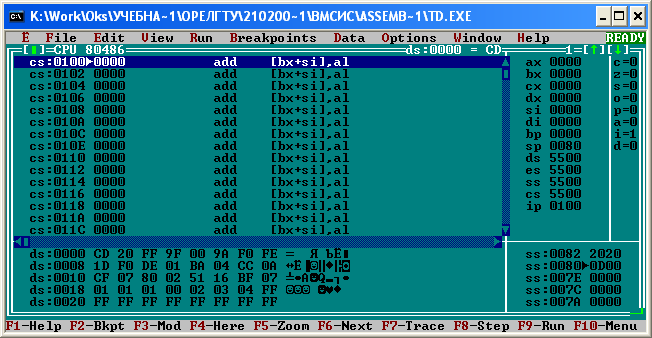 K:\Work\Oks\УЧЕБНА~1\ОРЕЛГТУ\210200~1\ВМСИС\ASSEMB~1\TD.EXE
Ё File Edit View Run Breakpoints Data Options Window Help READY
CPU 80486 ds:0000 = CD 1
cs:0100 0000 add [bx+si],al ax 0000 c=0
cs:0102 0000 add [bx+si],al bx 0000 z=0
cs:0104 0000 add [bx+si],al cx 0000 s=0
cs:0106 0000 add [bx+si],al dx 0000 o=0
cs:0108 0000 add [bx+si],al si 0000 p=0
cs:010A 0000 add [bx+si],al di 0000 a=0
cs:010C 0000 add [bx+si],al bp 0000 i=1
cs:010E 0000 add [bx+si],al sp 0080 d=0
cs:0110 0000 add [bx+si],al ds 5500
cs:0112 0000 add [bx+si],al es 5500
cs:0114 0000 add [bx+si],al ss 5500
cs:0116 0000 add [bx+si],al cs 5500
cs:0118 0000 add [bx+si],al ip 0100
cs:011A 0000 add [bx+si],al
cs:011C 0000 add [bx+si],al
ds:0000 CD 20 FF 9F 00 9A F0 FE = Я ЪЁ■ ss:0082 2020
ds:0008 1D F0 DE 01 BA 04 CC 0A ss:0080 0D00
ds:0010 CF 07 80 02 51 16 BF 07 ss:007E 0000
ds:0018 01 01 01 00 02 03 04 FF ss:007C 0000
ds:0020 FF FF FF FF FF FF FF FF ss:007A 0000
F1-Help F2-Bkpt F3-Mod F4-Here F5-Zoom F6-Next F7-Trace F8-Step F9-Run F10-Menu